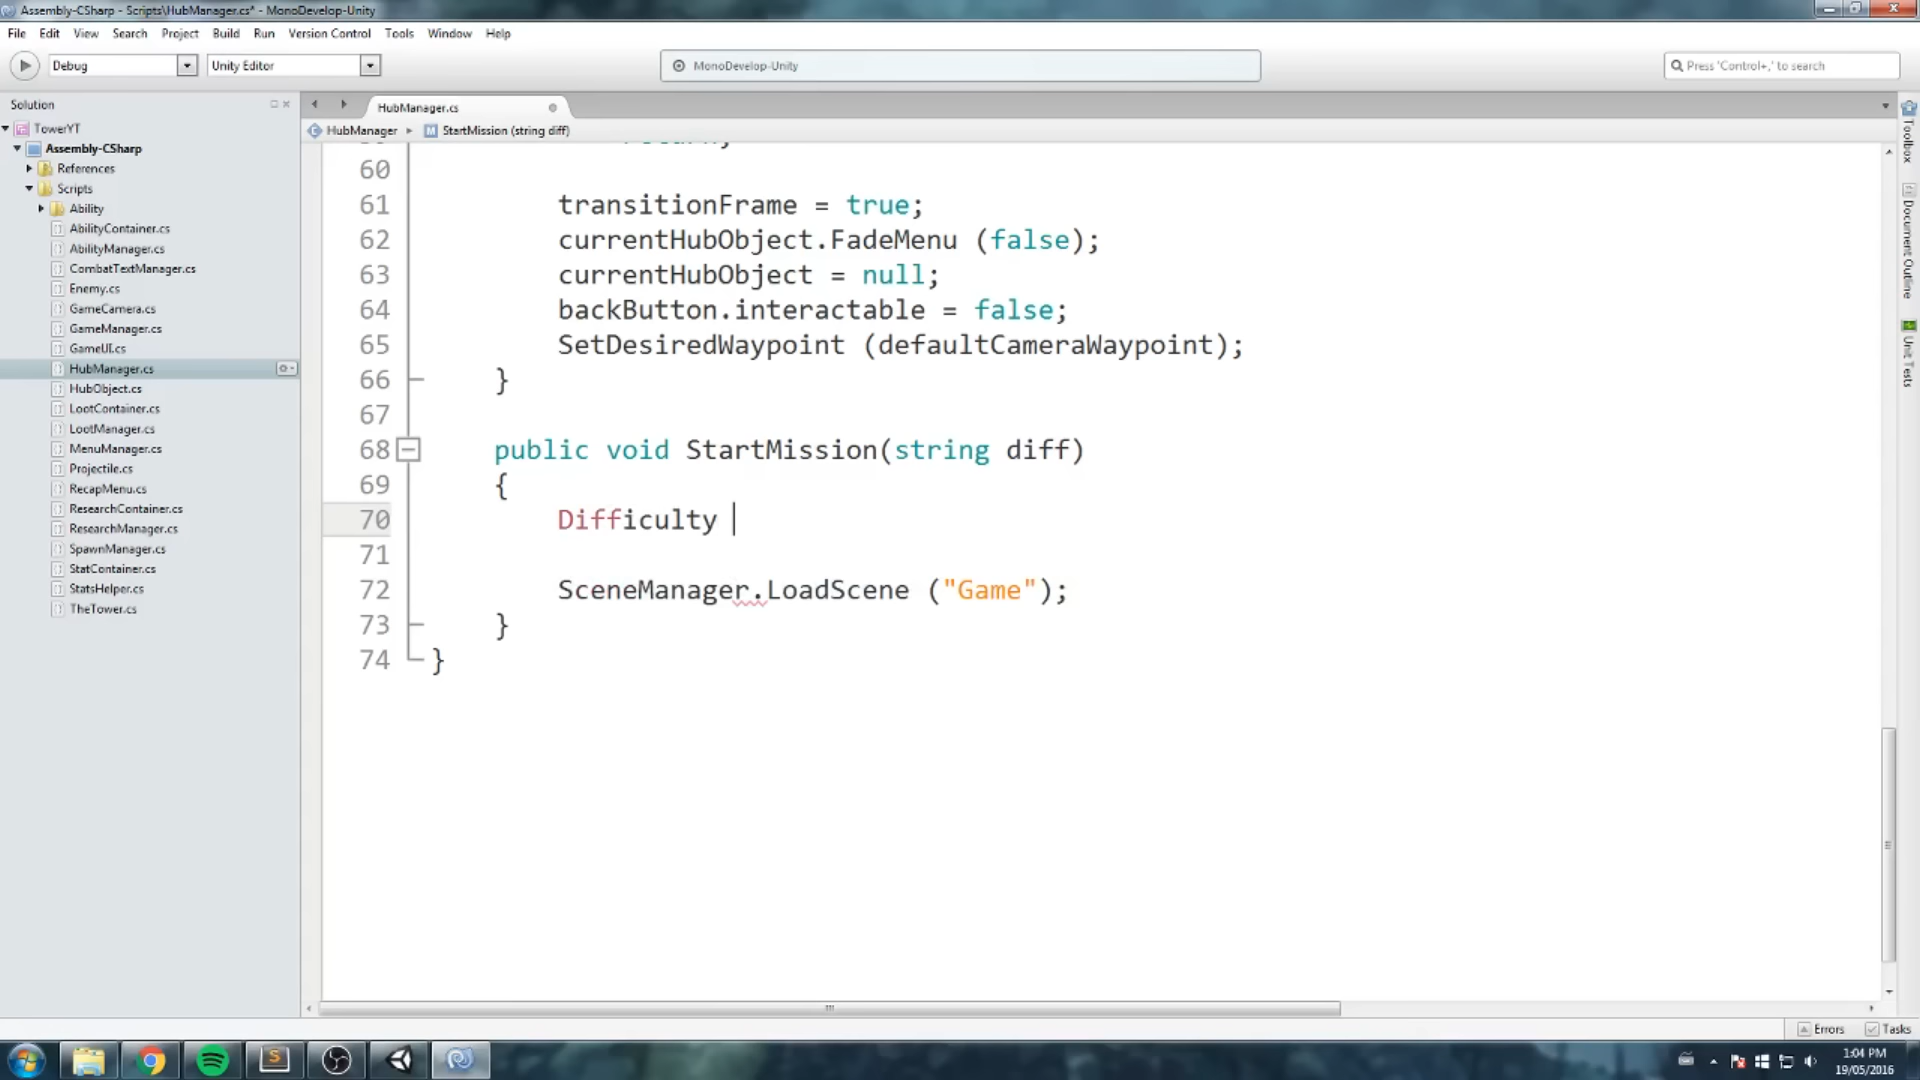 Assembly-CSharp - Scripts\HubManager.cs* - MonoDevelop-Unity
File Edit View Search Project Build Run Version Control Tools Window Help
Debug Unity Editor MonoDevelop-Unity Press 'Control+,' to search
Solution
TowerYT
Assembly-CSharp
References
Scripts
Ability
AbilityContainer.cs
AbilityManager.cs
CombatTextManager.cs
Enemy.cs
GameCamera.cs
GameManager.cs
GameUI.cs
HubManager.cs
HubObject.cs
LootContainer.cs
LootManager.cs
MenuManager.cs
Projectile.cs
RecapMenu.cs
ResearchContainer.cs
ResearchManager.cs
SpawnManager.cs
StatContainer.cs
StatsHelper.cs
TheTower.cs
HubManager.cs
HubManager StartMission (string diff)
60
61 transitionFrame = true;
62 currentHubObject.FadeMenu (false);
63 currentHubObject = null;
64 backButton.interactable = false;
65 SetDesiredWaypoint (defaultCameraWaypoint);
66 }
67
68 public void StartMission(string diff)
69 {
70 Difficulty
71
72 SceneManager.LoadScene ("Game");
73 }
74 }
Toolbox
Document Outline
Unit Tests
Errors Tasks
1:04 PM
19/05/2016